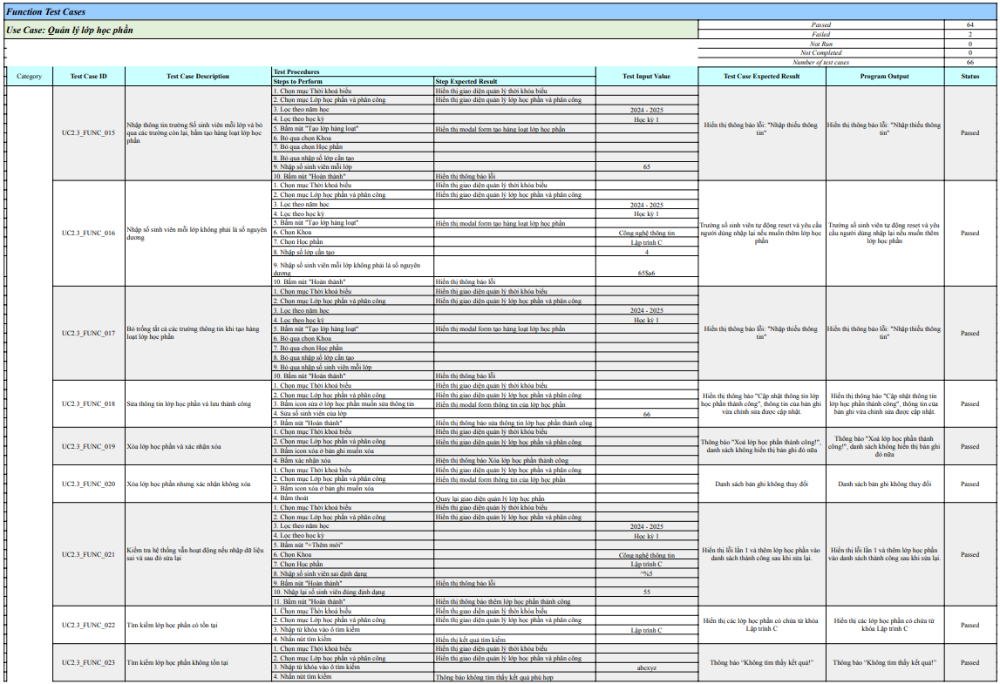 Function Test Cases
Use Case: Quản lý lớp học phần
Passed 64
Failed 2
Not Run 0
Not Completed 0
Number of test cases 66
Category Test Case ID Test Case Description Test Procedures Test Input Value Test Case Expected Result Program Output Status
Steps to Perform Step Expected Result
UC2.3_FUNC_015
Nhập thông tin trường Số sinh viên mỗi lớp và bỏ
qua các trường còn lại, bấm tạo hàng loạt lớp học
phần
1. Chọn mục Thời khoá biểu Hiển thị giao diện quản lý thời khóa biểu
2. Chọn mục Lớp học phần và phân công Hiển thị giao diện quản lý lớp học phần và phân công
3. Lọc theo năm học 2024 - 2025
4. Lọc theo học kỳ Học kỳ 1
5. Bấm nút "Tạo lớp hàng loạt" Hiển thị modal form tạo hàng loạt lớp học phần
6. Bỏ qua chọn Khoa
7. Bỏ qua chọn Học phần
8. Bỏ qua nhập số lớp cần tạo
9. Nhập số sinh viên mỗi lớp 65
10. Bấm nút "Hoàn thành" Hiển thị thông báo lỗi
Hiển thị thông báo lỗi: "Nhập thiếu thông
tin"
Hiển thị thông báo lỗi: "Nhập thiếu thông
tin"
Passed
UC2.3_FUNC_016
Nhập số sinh viên mỗi lớp không phải là số nguyên
dương
1. Chọn mục Thời khoá biểu Hiển thị giao diện quản lý thời khóa biểu
2. Chọn mục Lớp học phần và phân công Hiển thị giao diện quản lý lớp học phần và phân công
3. Lọc theo năm học 2024 - 2025
4. Lọc theo học kỳ Học kỳ 1
5. Bấm nút "Tạo lớp hàng loạt" Hiển thị modal form tạo hàng loạt lớp học phần
6. Chọn Khoa Công nghệ thông tin
7. Chọn Học phần Lập trình C
8. Nhập số lớp cần tạo 4
9. Nhập số sinh viên mỗi lớp không phải là số nguyên
dương 65$a6
10. Bấm nút "Hoàn thành" Hiển thị thông báo lỗi
Trường số sinh viên tự động reset và yêu cầu
người dùng nhập lại nếu muốn thêm lớp học
phần
Trường số sinh viên tự động reset và yêu cầu
người dùng nhập lại nếu muốn thêm
lớp học phần
Passed
UC2.3_FUNC_017
Bỏ trống tất cả các trường thông tin khi tạo hàng
loạt lớp học phần
1. Chọn mục Thời khoá biểu Hiển thị giao diện quản lý thời khóa biểu
2. Chọn mục Lớp học phần và phân công Hiển thị giao diện quản lý lớp học phần và phân công
3. Lọc theo năm học 2024 - 2025
4. Lọc theo học kỳ Học kỳ 1
5. Bấm nút "Tạo lớp hàng loạt" Hiển thị modal form tạo hàng loạt lớp học phần
6. Bỏ qua chọn Khoa
7. Bỏ qua chọn Học phần
8. Bỏ qua nhập số lớp cần tạo
9. Bỏ qua nhập số sinh viên mỗi lớp
10. Bấm nút "Hoàn thành" Hiển thị thông báo lỗi
Hiển thị thông báo lỗi: "Nhập thiếu thông
tin"
Hiển thị thông báo lỗi: "Nhập thiếu thông
tin"
Passed
UC2.3_FUNC_018
Sửa thông tin lớp học phần và lưu thành công
1. Chọn mục Thời khoá biểu Hiển thị giao diện quản lý thời khóa biểu
2. Chọn mục Lớp học phần và phân công Hiển thị giao diện quản lý lớp học phần và phân công
3. Bấm icon sửa ở lớp học phần muốn sửa thông tin Hiển thị modal form thông tin của lớp học phần
4. Sửa số sinh viên của lớp 66
5. Bấm nút "Hoàn thành" Hiển thị thông báo sửa thông tin lớp học phần thành công
Hiển thị thông báo "Cập nhật thông tin lớp
học phần thành công", thông tin của bản ghi
vừa chỉnh sửa được cập nhật.
Hiển thị thông báo "Cập nhật thông tin
lớp học phần thành công", thông tin của
bản ghi vừa chỉnh sửa được cập nhật.
Passed
UC2.3_FUNC_019
Xóa lớp học phần và xác nhận xóa
1. Chọn mục Thời khoá biểu Hiển thị giao diện quản lý thời khóa biểu
2. Chọn mục Lớp học phần và phân công Hiển thị giao diện quản lý lớp học phần và phân công
3. Bấm icon xóa ở bản ghi muốn xóa
4. Bấm xác nhận xóa Hiện thị thông báo Xóa lớp học phần thành công
Thông báo "Xoá lớp học phần thành công!",
danh sách không hiển thị bản ghi đó nữa
Thông báo "Xoá lớp học phần thành
công!", danh sách không hiển thị bản ghi
đó nữa
Passed
UC2.3_FUNC_020
Xóa lớp học phần nhưng xác nhận không xóa
1. Chọn mục Thời khoá biểu Hiển thị giao diện quản lý thời khóa biểu
2. Chọn mục Lớp học phần và phân công Hiển thị modal form thông tin của lớp học phần
3. Bấm icon xóa ở bản ghi muốn xóa
4. Bấm thoát Quay lại giao diện quản lý lớp học phần
Danh sách bản ghi không thay đổi
Danh sách bản ghi không thay đổi
Passed
UC2.3_FUNC_021
Kiểm tra hệ thống vẫn hoạt động nếu nhập dữ liệu
sai và sau đó sửa lại
1. Chọn mục Thời khoá biểu Hiển thị giao diện quản lý thời khóa biểu
2. Chọn mục Lớp học phần và phân công Hiển thị giao diện quản lý lớp học phần và phân công
3. Lọc theo năm học 2024 - 2025
4. Lọc theo học kỳ Học kỳ 1
5. Bấm nút "+Thêm mới"
6. Chọn Khoa Công nghệ thông tin
7. Chọn Học phần Lập trình C
8. Nhập số sinh viên sai định dạng ^%5
9. Bấm nút "Hoàn thành" Hiển thị thông báo lỗi
10. Nhập lại số sinh viên đúng định dạng 55
11. Bấm nút "Hoàn thành" Hiển thị thông báo thêm lớp học phần thành công
Hiển thị lỗi lần 1 và thêm lớp học phần vào
danh sách thành công sau khi sửa lại.
Hiển thị lỗi lần 1 và thêm lớp học phần
vào danh sách thành công sau khi sửa lại.
Passed
UC2.3_FUNC_022
Tìm kiếm lớp học phần có tồn tại
1. Chọn mục Thời khoá biểu Hiển thị giao diện quản lý thời khóa biểu
2. Chọn mục Lớp học phần và phân công Hiển thị giao diện quản lý lớp học phần và phân công
3. Nhập từ khóa vào ô tìm kiếm Lập trình C
4. Nhấn nút tìm kiếm Hiển thị kết quả tìm kiếm
Hiển thị các lớp học phần có chứa từ khóa
Lập trình C
Hiển thị các lớp học phần có chứa từ
khóa Lập trình C
Passed
UC2.3_FUNC_023
Tìm kiếm lớp học phần không tồn tại
1. Chọn mục Thời khoá biểu Hiển thị giao diện quản lý thời khóa biểu
2. Chọn mục Lớp học phần và phân công Hiển thị giao diện quản lý lớp học phần và phân công
3. Nhập từ khóa vào ô tìm kiếm abcxyz
4. Nhấn nút tìm kiếm Thông báo không tìm thấy kết quả phù hợp
Thông báo "Không tìm thấy kết quả!"
Thông báo "Không tìm thấy kết quả!"
Passed